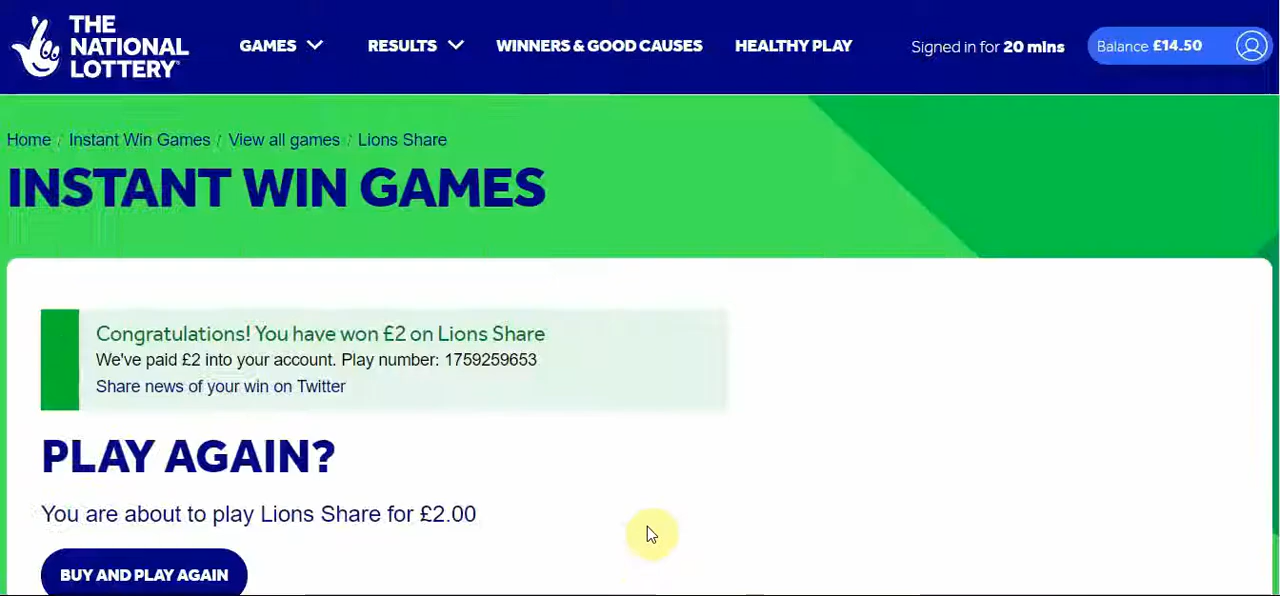 THE
NATIONAL
LOTTERY
GAMES RESULTS WINNERS & GOOD CAUSES HEALTHY PLAY Signed in for 20 mins Balance £14.50
Home / Instant Win Games / View all games / Lions Share
INSTANT WIN GAMES
Congratulations! You have won £2 on Lions Share
We've paid £2 into your account. Play number: 1759259653
Share news of your win on Twitter
PLAY AGAIN?
You are about to play Lions Share for £2.00
BUY AND PLAY AGAIN